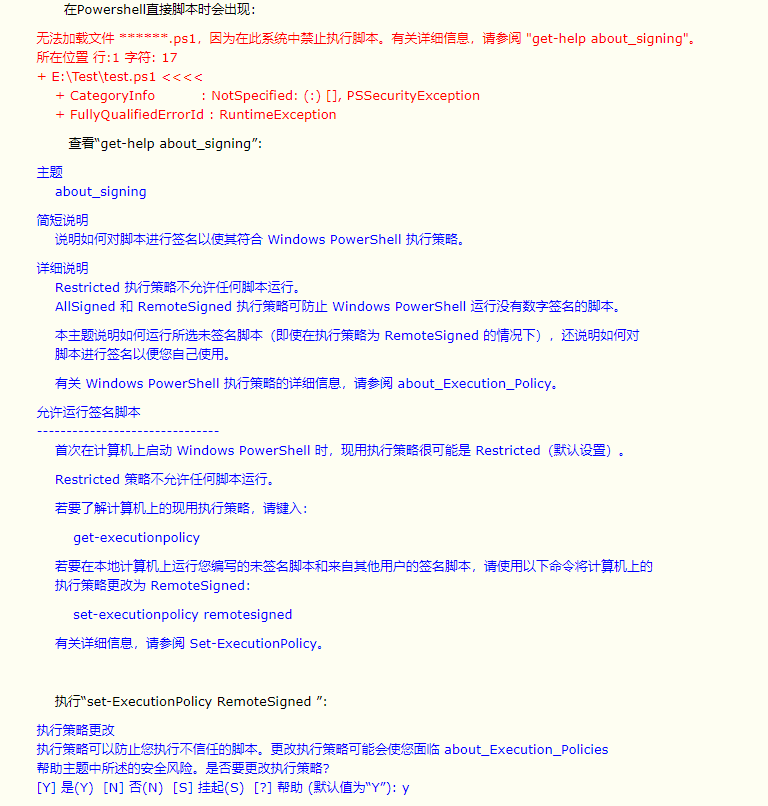 在Powershell直接脚本时会出现：
无法加载文件 ******.ps1，因为在此系统中禁止执行脚本。有关详细信息，请参阅 "get-help about_signing"。
所在位置 行:1 字符: 17
+ E:\Test\test.ps1 <<<<
+ CategoryInfo : NotSpecified: (:) [], PSSecurityException
+ FullyQualifiedErrorId : RuntimeException
查看“get-help about_signing”:
主题
about_signing
简短说明
说明如何对脚本进行签名以使其符合 Windows PowerShell 执行策略。
详细说明
Restricted 执行策略不允许任何脚本运行。
AllSigned 和 RemoteSigned 执行策略可防止 Windows PowerShell 运行没有数字签名的脚本。
本主题说明如何运行所选未签名脚本（即使在执行策略为 RemoteSigned 的情况下），还说明如何对
脚本进行签名以便您自己使用。
有关 Windows PowerShell 执行策略的详细信息，请参阅 about_Execution_Policy。
允许运行签名脚本
-------------------------------
首次在计算机上启动 Windows PowerShell 时，现用执行策略很可能是 Restricted（默认设置）。
Restricted 策略不允许任何脚本运行。
若要了解计算机上的现用执行策略，请键入：
get-executionpolicy
若要在本地计算机上运行您编写的未签名脚本和来自其他用户的签名脚本，请使用以下命令将计算机上的
执行策略更改为 RemoteSigned：
set-executionpolicy remotesigned
有关详细信息，请参阅 Set-ExecutionPolicy。
执行“set-ExecutionPolicy RemoteSigned ”:
执行策略更改
执行策略可以防止您执行不信任的脚本。更改执行策略可能会使您面临 about_Execution_Policies
帮助主题中所述的安全风险。是否要更改执行策略?
[Y] 是(Y) [N] 否(N) [S] 挂起(S) [?] 帮助 (默认值为“Y”): y